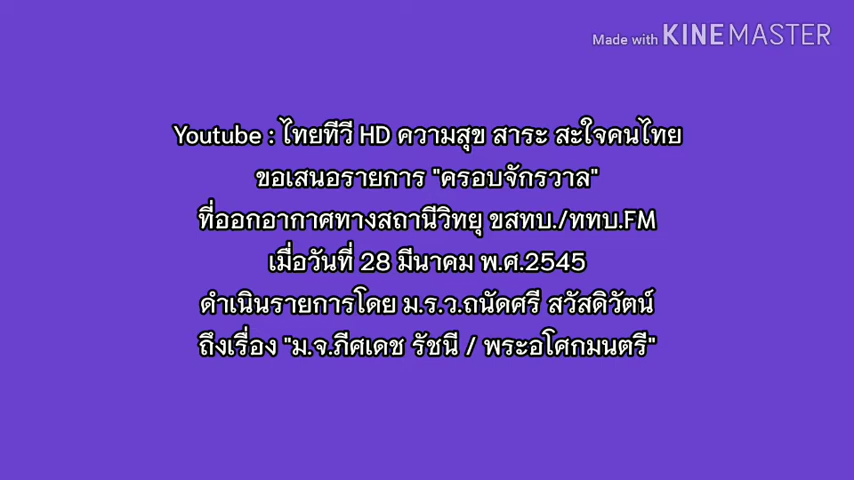 Made with KINEMASTER
Youtube : ไทยทีวี HD ความสุข สาระ สะใจคนไทย
ขอเสนอรายการ "ครอบจักรวาล"
ที่ออกอากาศทางสถานีวิทยุ ขสทบ./ททบ.FM
เมื่อวันที่ 28 มีนาคม พ.ศ.2545
ดำเนินรายการโดย ม.ร.ว.ถนัดศรี สวัสดิวัตน์
ถึงเรื่อง "ม.จ.ภีศเดช รัชนี / พระอโศกมนตรี"